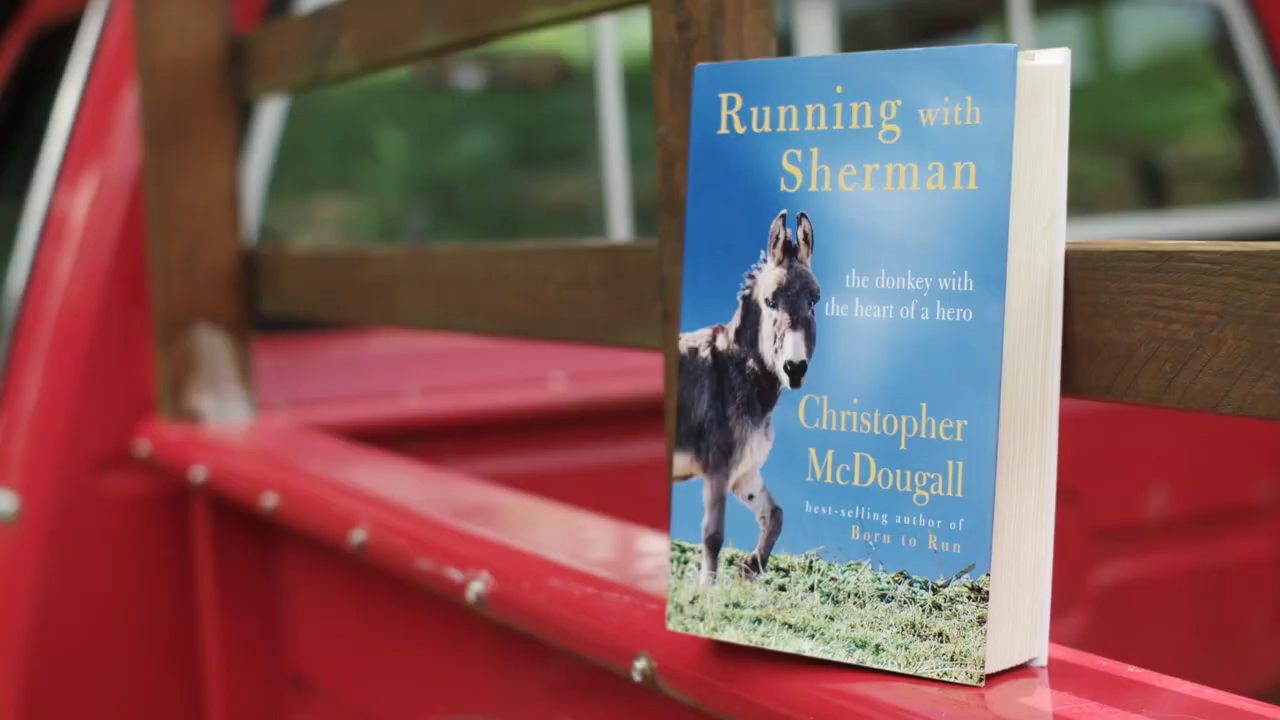 Running with
Sherman
the donkey with
the heart of a hero
Christopher
McDougall
best-selling author of
Born to Run